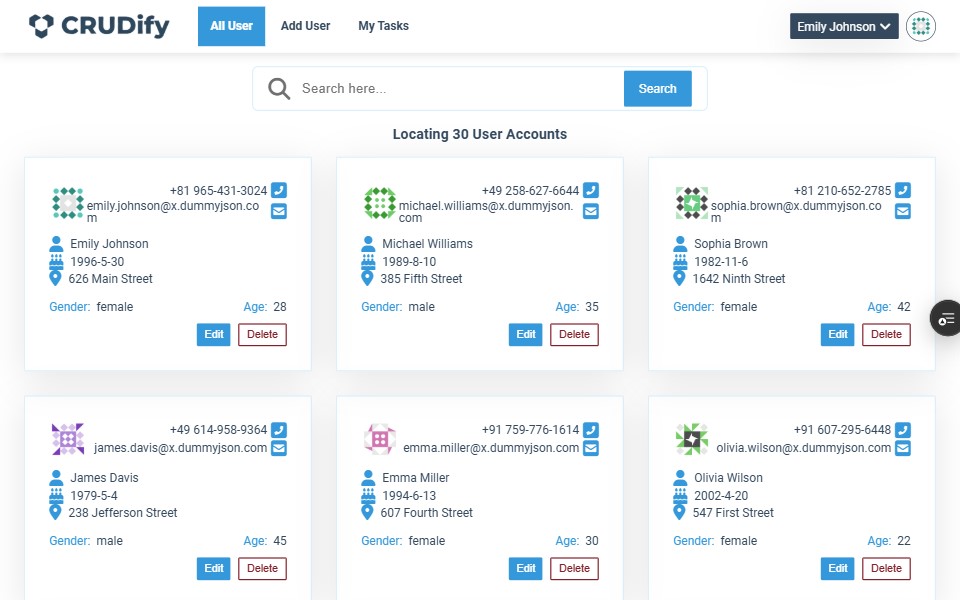 CRUDify
All User
Add User
My Tasks
Emily Johnson
Search here...
Search
Locating 30 User Accounts
+81 965-431-3024
emily.johnson@x.dummyjson.co
m
Emily Johnson
1996-5-30
626 Main Street
Gender: female
Age: 28
Edit
Delete
+49 258-627-6644
michael.williams@x.dummyjson.
com
Michael Williams
1989-8-10
385 Fifth Street
Gender: male
Age: 35
Edit
Delete
+81 210-652-2785
sophia.brown@x.dummyjson.co
m
Sophia Brown
1982-11-6
1642 Ninth Street
Gender: female
Age: 42
Edit
Delete
+49 614-958-9364
james.davis@x.dummyjson.com
James Davis
1979-5-4
238 Jefferson Street
Gender: male
Age: 45
Edit
Delete
+91 759-776-1614
emma.miller@x.dummyjson.com
Emma Miller
1994-6-13
607 Fourth Street
Gender: female
Age: 30
Edit
Delete
+91 607-295-6448
olivia.wilson@x.dummyjson.com
Olivia Wilson
2002-4-20
547 First Street
Gender: female
Age: 22
Edit
Delete